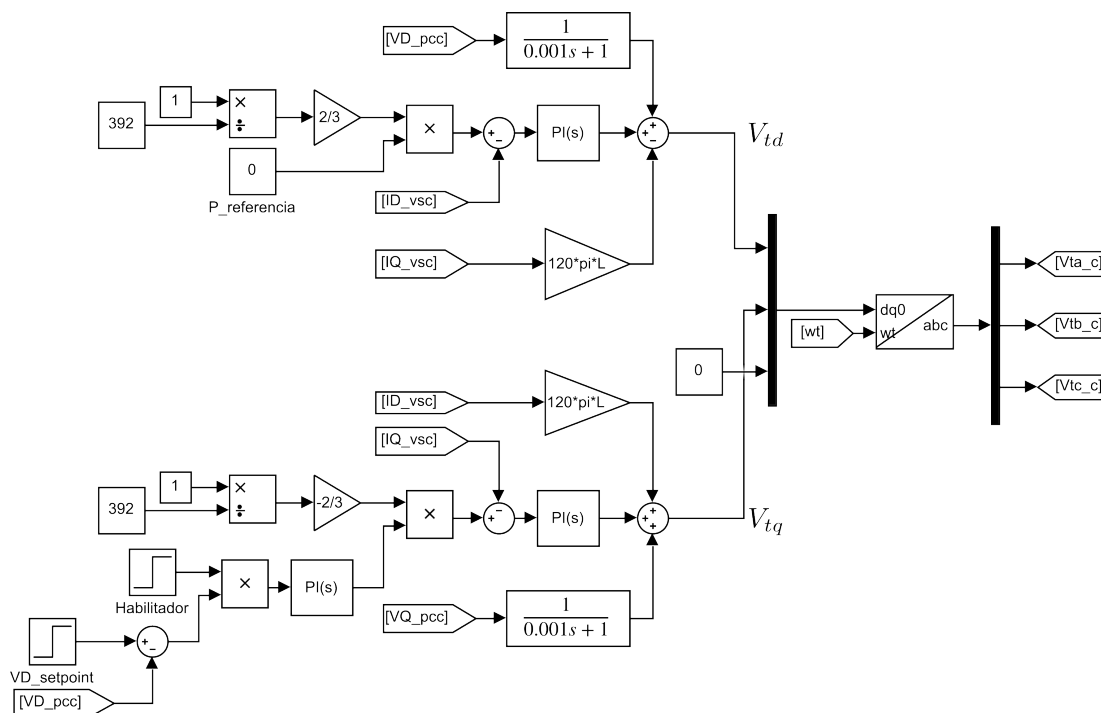 [VD_pcc]
1
0.001s + 1
1
392
×
÷
2/3
×
PI(s)
+
−
+
+
−
V_td
0
P_referencia
[ID_vsc]
[IQ_vsc]
120*pi*L
[Vta_c]
dq0
wt
abc
[wt]
[Vtb_c]
0
[Vtc_c]
[ID_vsc]
120*pi*L
[IQ_vsc]
1
392
×
÷
-2/3
×
−
+
PI(s)
+
+
+
V_tq
×
PI(s)
Habilitador
+
−
[VQ_pcc]
1
0.001s + 1
VD_setpoint
[VD_pcc]